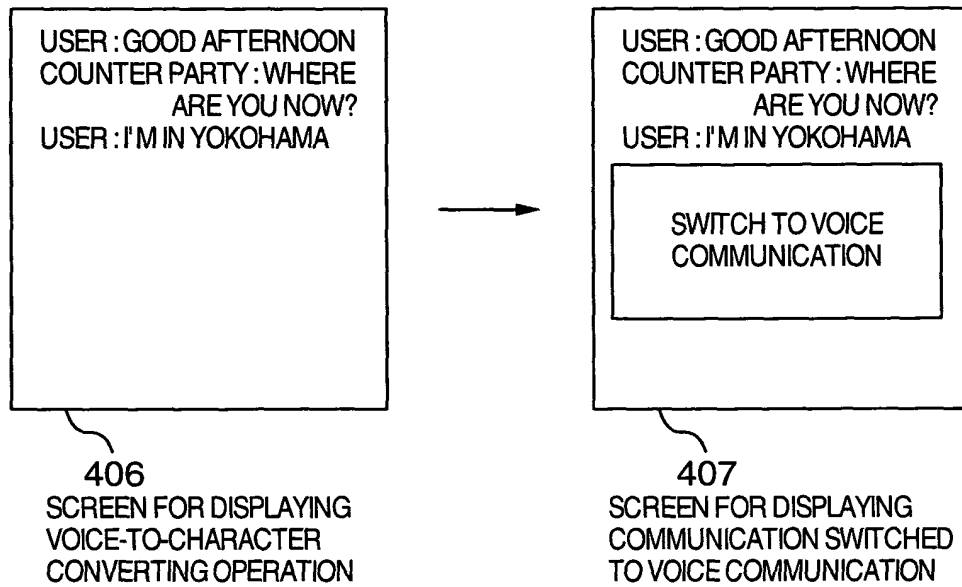 USER : GOOD AFTERNOON
COUNTER PARTY : WHERE
ARE YOU NOW?
USER : I'M IN YOKOHAMA
406
SCREEN FOR DISPLAYING
VOICE-TO-CHARACTER
CONVERTING OPERATION
USER : GOOD AFTERNOON
COUNTER PARTY : WHERE
ARE YOU NOW?
USER : I'M IN YOKOHAMA
SWITCH TO VOICE
COMMUNICATION
407
SCREEN FOR DISPLAYING
COMMUNICATION SWITCHED
TO VOICE COMMUNICATION